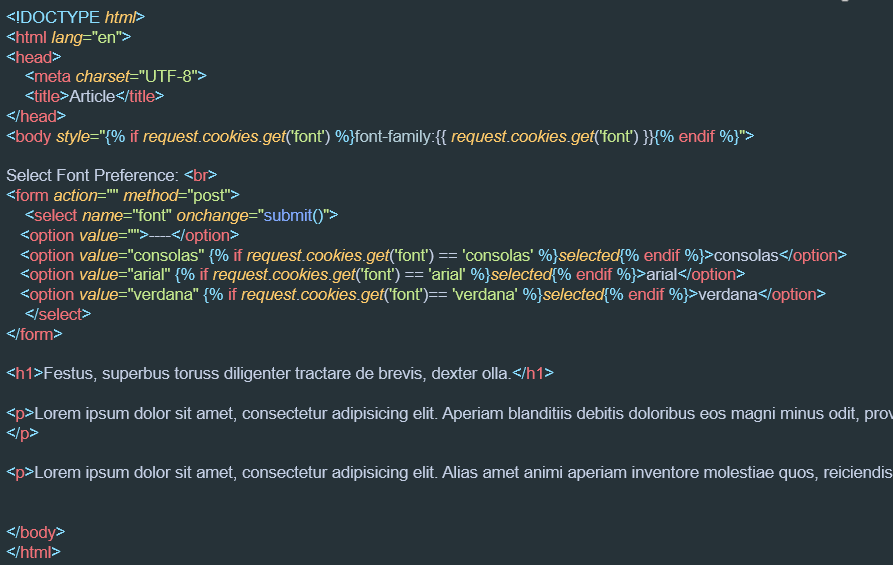 <!DOCTYPE html>
<html lang="en">
<head>
    <meta charset="UTF-8">
    <title>Article</title>
</head>
<body style="{% if request.cookies.get('font') %}font-family:{{ request.cookies.get('font') }}{% endif %}">

Select Font Preference: <br>
<form action="" method="post">
    <select name="font" onchange="submit()">
   <option value="">----</option>
   <option value="consolas" {% if request.cookies.get('font') == 'consolas' %}selected{% endif %}>consolas</option>
   <option value="arial" {% if request.cookies.get('font') == 'arial' %}selected{% endif %}>arial</option>
   <option value="verdana" {% if request.cookies.get('font')== 'verdana' %}selected{% endif %}>verdana</option>
    </select>
</form>

<h1>Festus, superbus toruss diligenter tractare de brevis, dexter olla.</h1>

<p>Lorem ipsum dolor sit amet, consectetur adipisicing elit. Aperiam blanditiis debitis doloribus eos magni minus odit, prov
</p>

<p>Lorem ipsum dolor sit amet, consectetur adipisicing elit. Alias amet animi aperiam inventore molestiae quos, reiciendis

</body>
</html>